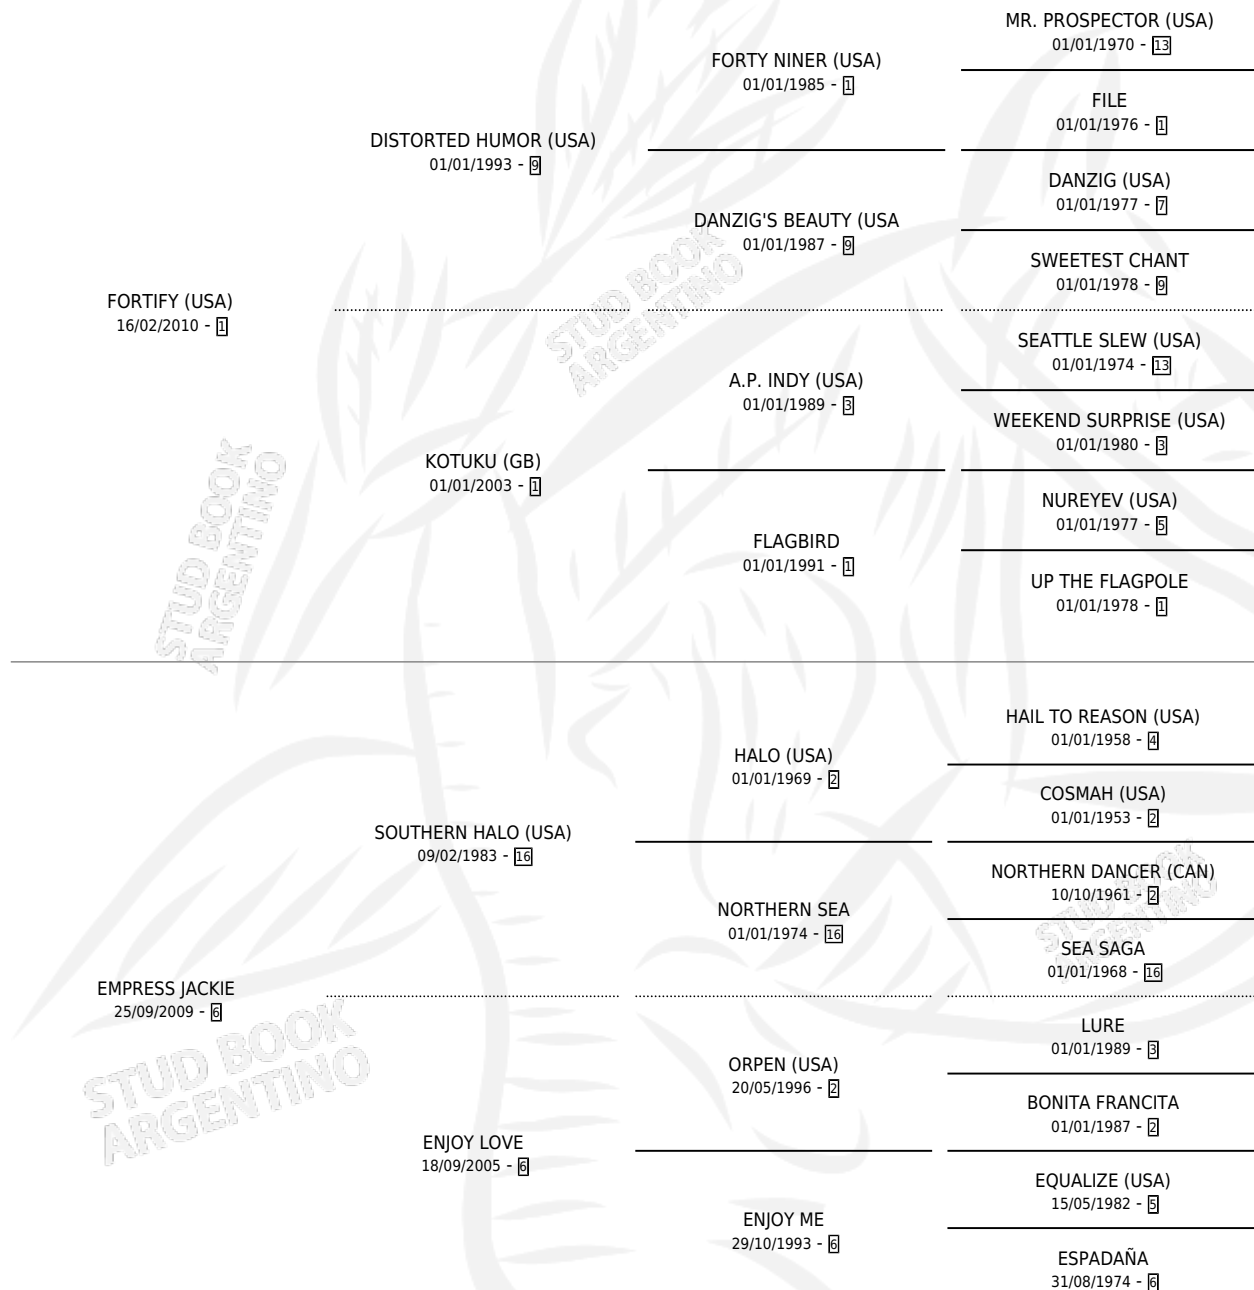 MR. PROSPECTOR (USA)
01/01/1970 - 13
FORTY NINER (USA)
01/01/1985 - 1
FILE
01/01/1976 - 1
DISTORTED HUMOR (USA)
01/01/1993 - 9
DANZIG (USA)
01/01/1977 - 7
DANZIG'S BEAUTY (USA
01/01/1987 - 9
SWEETEST CHANT
01/01/1978 - 9
FORTIFY (USA)
16/02/2010 - 1
SEATTLE SLEW (USA)
01/01/1974 - 13
A.P. INDY (USA)
01/01/1989 - 3
WEEKEND SURPRISE (USA)
01/01/1980 - 3
KOTUKU (GB)
01/01/2003 - 1
NUREYEV (USA)
01/01/1977 - 5
FLAGBIRD
01/01/1991 - 1
UP THE FLAGPOLE
01/01/1978 - 1
HAIL TO REASON (USA)
01/01/1958 - 4
HALO (USA)
01/01/1969 - 2
COSMAH (USA)
01/01/1953 - 2
SOUTHERN HALO (USA)
09/02/1983 - 16
NORTHERN DANCER (CAN)
10/10/1961 - 2
NORTHERN SEA
01/01/1974 - 16
SEA SAGA
01/01/1968 - 16
EMPRESS JACKIE
25/09/2009 - 6
LURE
01/01/1989 - 3
ORPEN (USA)
20/05/1996 - 2
BONITA FRANCITA
01/01/1987 - 2
ENJOY LOVE
18/09/2005 - 6
EQUALIZE (USA)
15/05/1982 - 5
ENJOY ME
29/10/1993 - 6
ESPADAÑA
31/08/1974 - 6
STUD BOOK
ARGENTINO
STUD BOOK
ARGENTINO
STUD BOOK
ARGENTINO
STUD BOOK
ARGENTINO